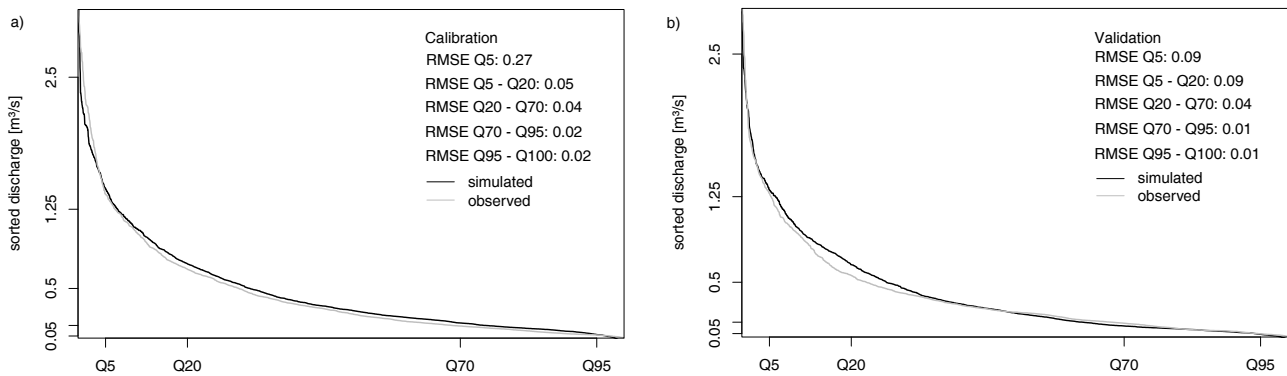 a)
Calibration
RMSE Q5: 0.27
RMSE Q5 - Q20: 0.05
RMSE Q20 - Q70: 0.04
RMSE Q70 - Q95: 0.02
RMSE Q95 - Q100: 0.02
simulated
observed
sorted discharge [m³/s]
2.5
1.25
0.5
0.05
Q5
Q20
Q70
Q95
b)
Validation
RMSE Q5: 0.09
RMSE Q5 - Q20: 0.09
RMSE Q20 - Q70: 0.04
RMSE Q70 - Q95: 0.01
RMSE Q95 - Q100: 0.01
simulated
observed
sorted discharge [m³/s]
2.5
1.25
0.5
0.05
Q5
Q20
Q70
Q95